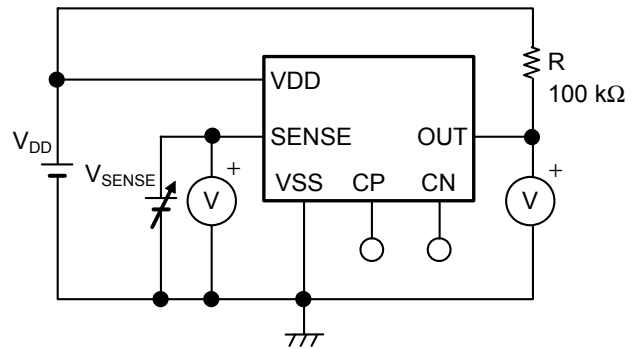 R
100 kΩ
VDD
VDD
SENSE
OUT
VSENSE
+
V
VSS
CP
CN
+
V